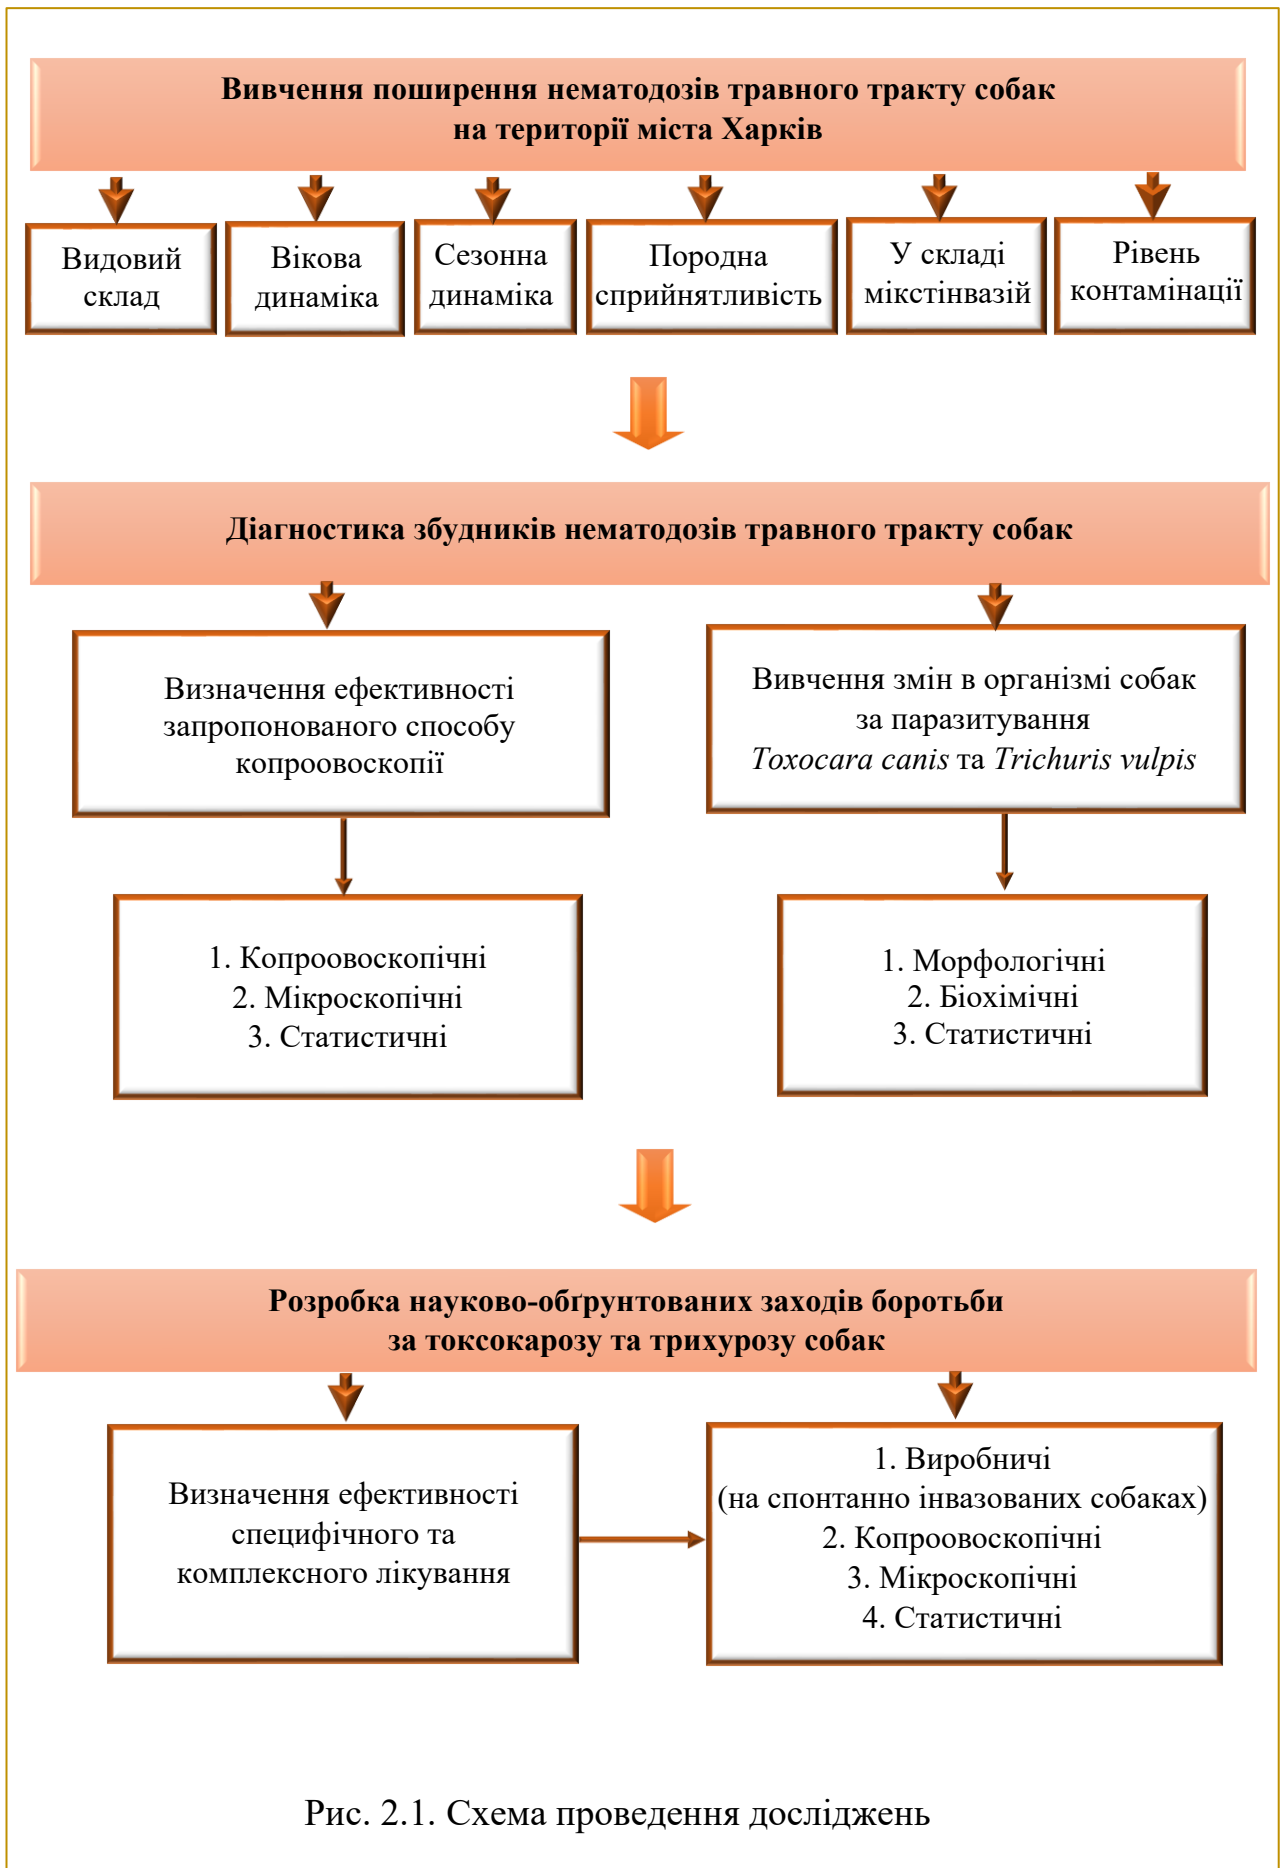 Вивчення поширення нематодозів травного тракту собак
на території міста Харків
Видовий
склад
Вікова
динаміка
Сезонна
динаміка
Породна
сприйнятливість
У складі
мікстінвазій
Рівень
контамінації
Діагностика збудників нематодозів травного тракту собак
Визначення ефективності
запропонованого способу
копроовоскопії
Вивчення змін в організмі собак
за паразитування
Toxocara canis та Trichuris vulpis
1. Копроовоскопічні
2. Мікроскопічні
3. Статистичні
1. Морфологічні
2. Біохімічні
3. Статистичні
Розробка науково-обґрунтованих заходів боротьби
за токсокарозу та трихурозу собак
Визначення ефективності
специфічного та
комплексного лікування
1. Виробничі
(на спонтанно інвазованих собаках)
2. Копроовоскопічні
3. Мікроскопічні
4. Статистичні
Рис. 2.1. Схема проведення досліджень